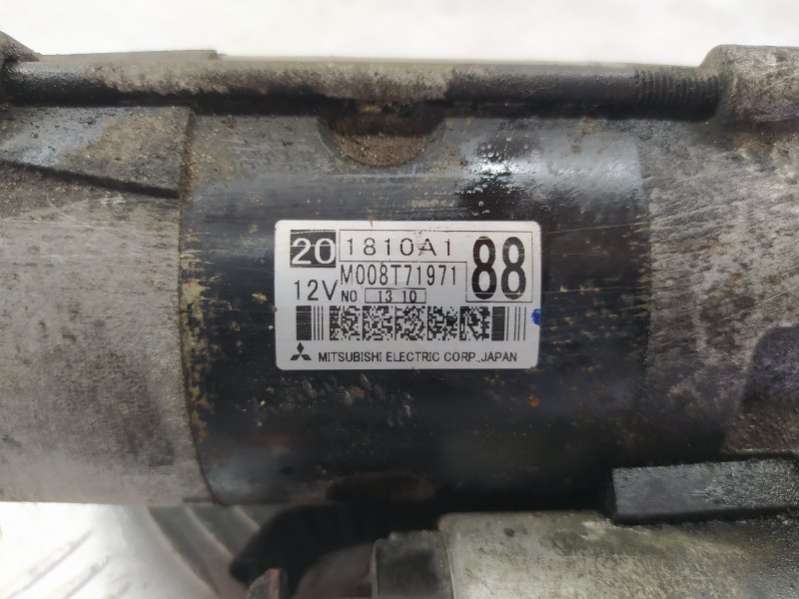 20 1810A1 88
M008T71971
12V NO 13 10
MITSUBISHI ELECTRIC CORP.,JAPAN